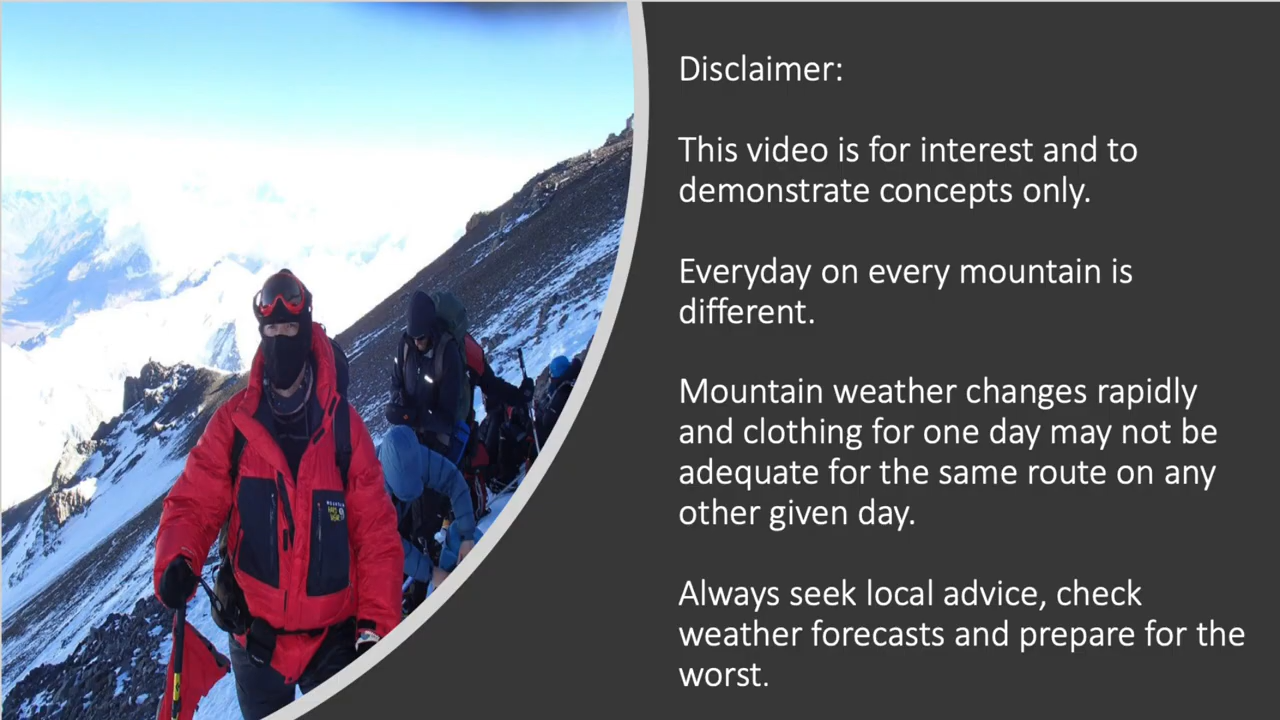 Disclaimer:
This video is for interest and to
demonstrate concepts only.
Everyday on every mountain is
different.
Mountain weather changes rapidly
and clothing for one day may not be
adequate for the same route on any
other given day.
Always seek local advice, check
weather forecasts and prepare for the
worst.